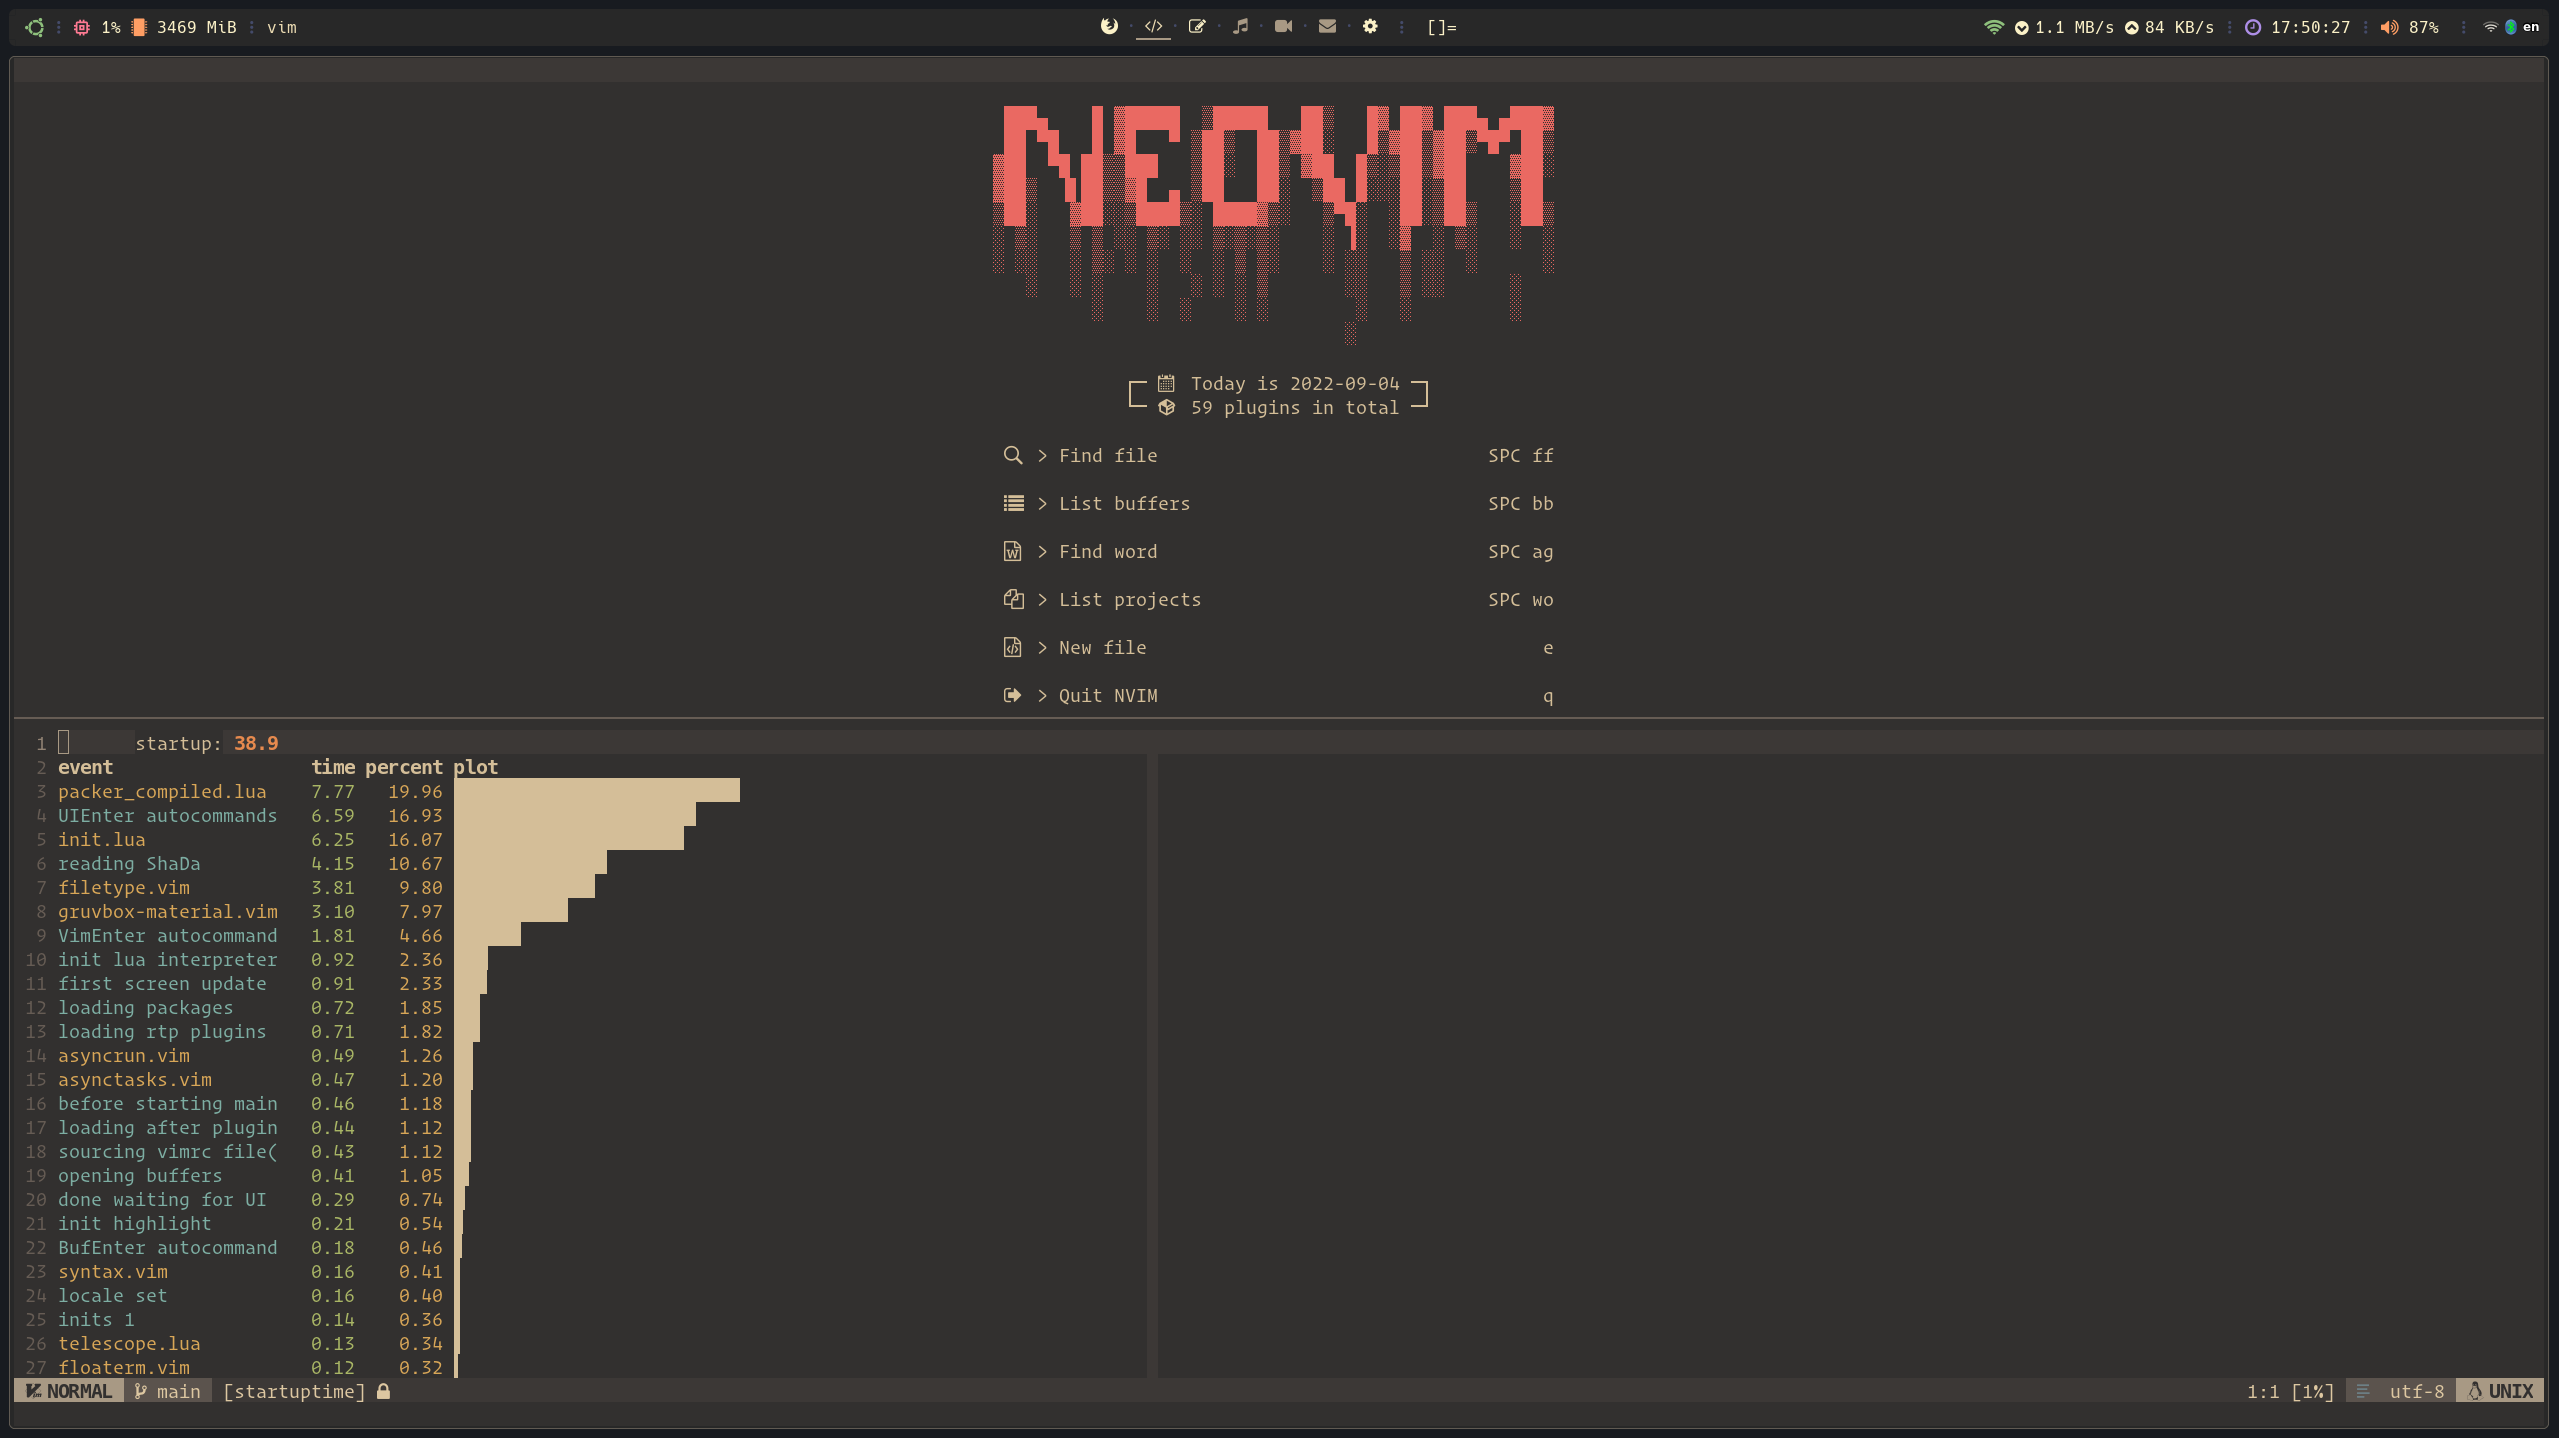 1% 3469 MiB vim []= 1.1 MB/s 84 KB/s 17:50:27 87% en
NEOVIM
Today is 2022-09-04
59 plugins in total
> Find file SPC ff
> List buffers SPC bb
> Find word SPC ag
> List projects SPC wo
> New file e
> Quit NVIM q
1 startup: 38.9
2 event time percent plot
3 packer_compiled.lua 7.77 19.96
4 UIEnter autocommands 6.59 16.93
5 init.lua 6.25 16.07
6 reading ShaDa 4.15 10.67
7 filetype.vim 3.81 9.80
8 gruvbox-material.vim 3.10 7.97
9 VimEnter autocommand 1.81 4.66
10 init lua interpreter 0.92 2.36
11 first screen update 0.91 2.33
12 loading packages 0.72 1.85
13 loading rtp plugins 0.71 1.82
14 asyncrun.vim 0.49 1.26
15 asynctasks.vim 0.47 1.20
16 before starting main 0.46 1.18
17 loading after plugin 0.44 1.12
18 sourcing vimrc file( 0.43 1.12
19 opening buffers 0.41 1.05
20 done waiting for UI 0.29 0.74
21 init highlight 0.21 0.54
22 BufEnter autocommand 0.18 0.46
23 syntax.vim 0.16 0.41
24 locale set 0.16 0.40
25 inits 1 0.14 0.36
26 telescope.lua 0.13 0.34
27 floaterm.vim 0.12 0.32
NORMAL main [startuptime] 1:1 [1%] utf-8 UNIX